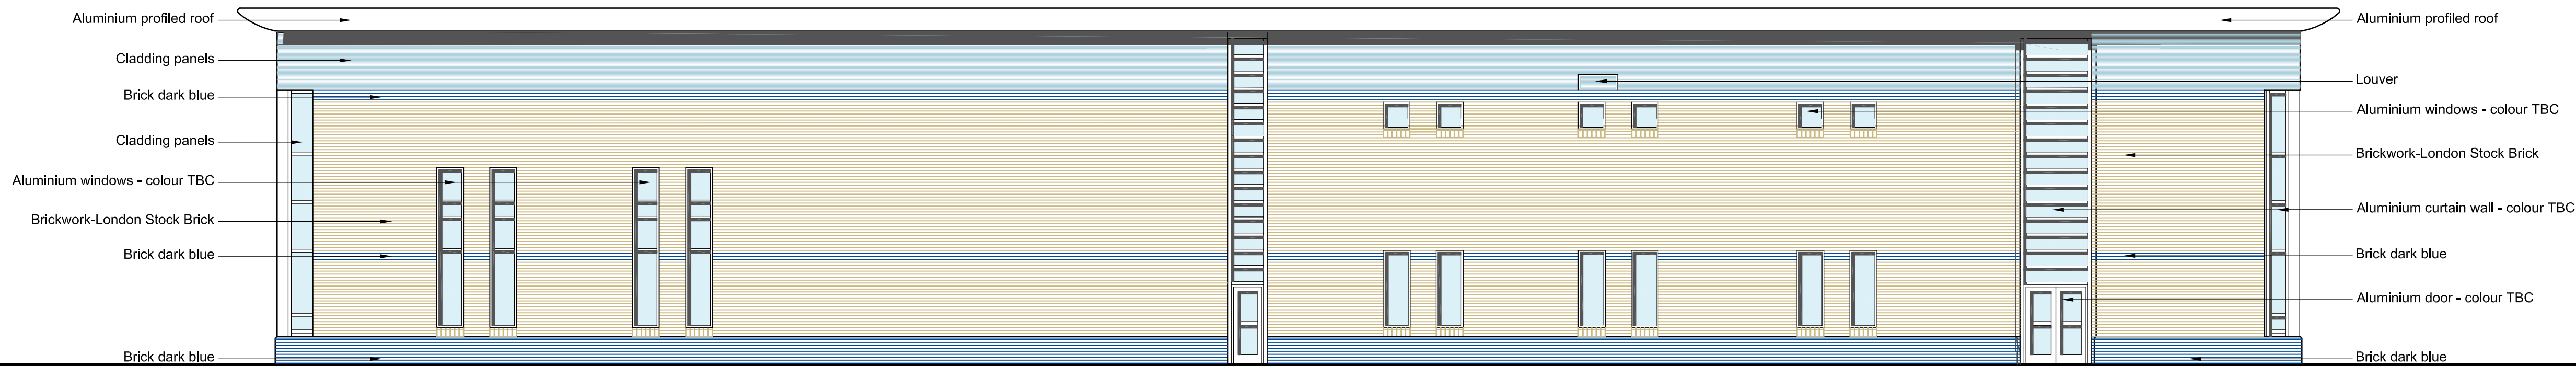 Aluminium profiled roof
Cladding panels
Brick dark blue
Cladding panels
Aluminium windows - colour TBC
Brickwork-London Stock Brick
Brick dark blue
Brick dark blue
Aluminium profiled roof
Louver
Aluminium windows - colour TBC
Brickwork-London Stock Brick
Aluminium curtain wall - colour TBC
Brick dark blue
Aluminium door - colour TBC
Brick dark blue